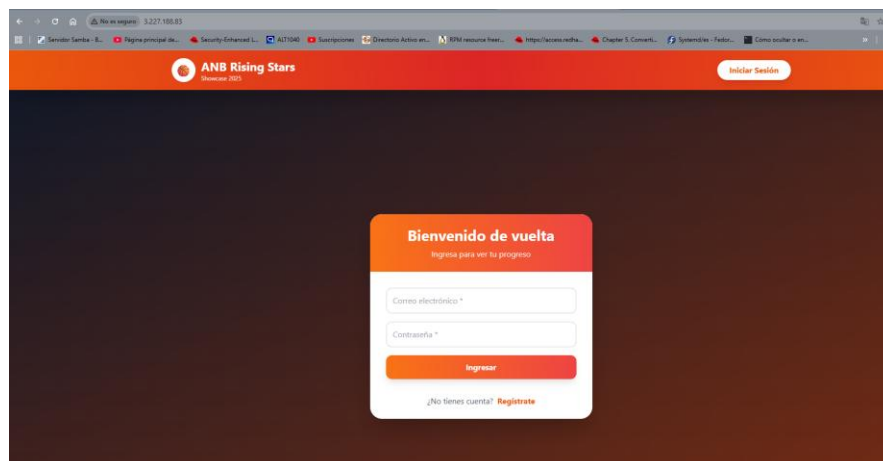 No es seguro 3.227.188.83
Servidor Samba - B... Página principal de... Security-Enhanced L... ALT1040 Suscripciones Directorio Activo en... RPM resource freer... https://access.redha... Chapter 5. Converti... Systemd/es - Fedor... Cómo ocultar o en... »
ANB Rising Stars
Showcase 2025
Iniciar Sesión
Bienvenido de vuelta
Ingresa para ver tu progreso
Correo electrónico *
Contraseña *
Ingresar
¿No tienes cuenta? Regístrate